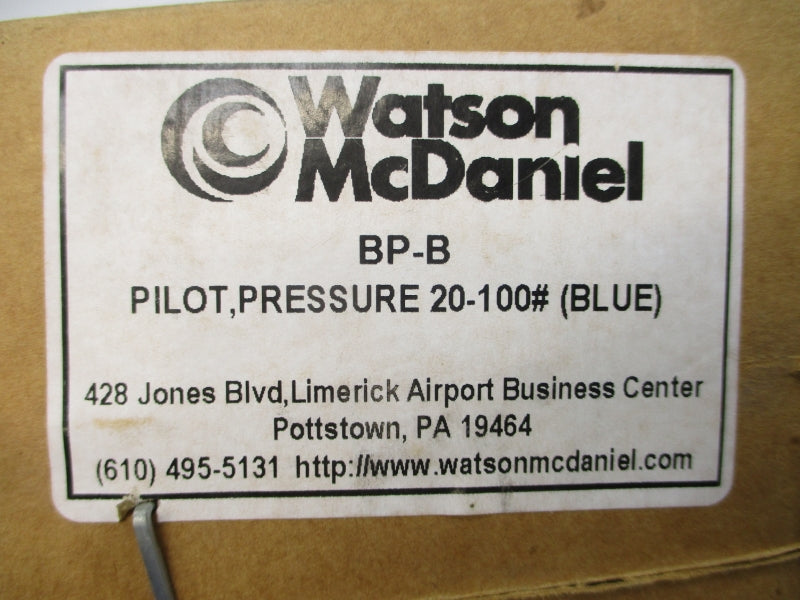 Watson
McDaniel
BP-B
PILOT,PRESSURE 20-100# (BLUE)
428 Jones Blvd,Limerick Airport Business Center
Pottstown, PA 19464
(610) 495-5131 http://www.watsonmcdaniel.com